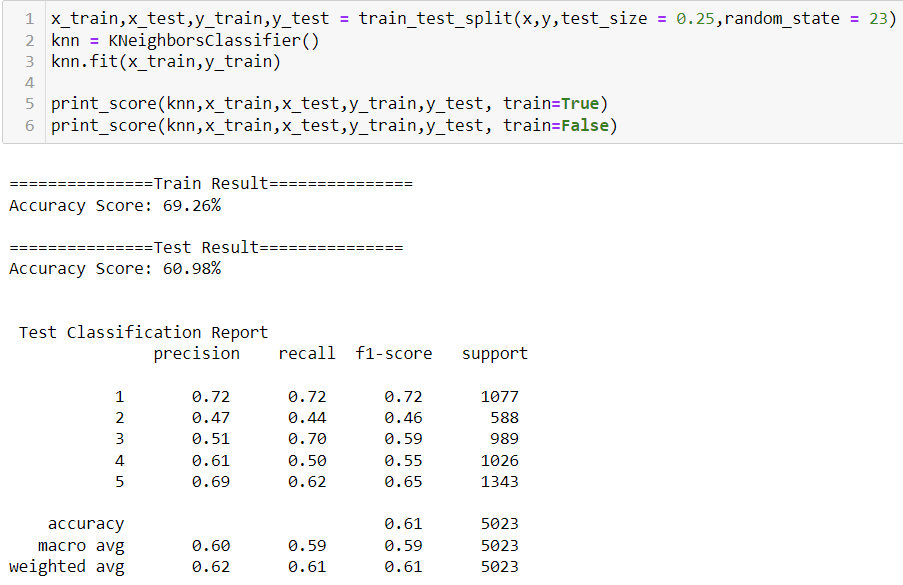 1 x_train,x_test,y_train,y_test = train_test_split(x,y,test_size = 0.25,random_state = 23)
2 knn = KNeighborsClassifier()
3 knn.fit(x_train,y_train)
4
5 print_score(knn,x_train,x_test,y_train,y_test, train=True)
6 print_score(knn,x_train,x_test,y_train,y_test, train=False)
===============Train Result===============
Accuracy Score: 69.26%
===============Test Result===============
Accuracy Score: 60.98%
Test Classification Report
precision recall f1-score support
1 0.72 0.72 0.72 1077
2 0.47 0.44 0.46 588
3 0.51 0.70 0.59 989
4 0.61 0.50 0.55 1026
5 0.69 0.62 0.65 1343
accuracy 0.61 5023
macro avg 0.60 0.59 0.59 5023
weighted avg 0.62 0.61 0.61 5023